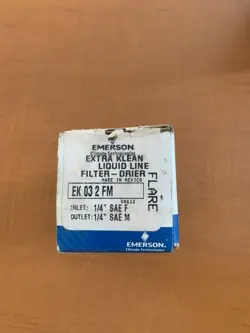 EMERSON
Climate Technologies
EXTRA KLEAN
LIQUID LINE
FILTER-DRIER
MADE IN MEXICO
EK 03 2 FM
INLET: 1/4" SAE F
OUTLET: 1/4" SAE M
FLARE
EMERSON
Climate Technologies